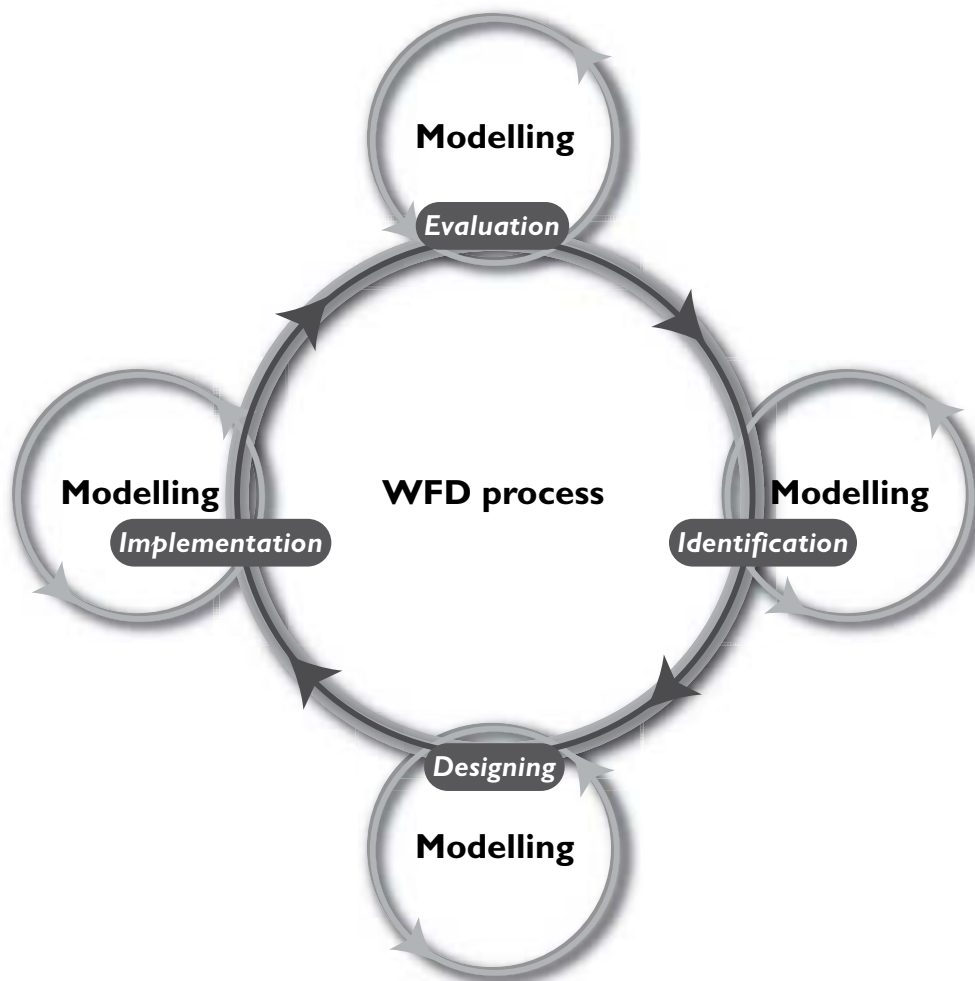 Modelling
Evaluation
Modelling
WFD process
Modelling
Implementation
Identification
Designing
Modelling